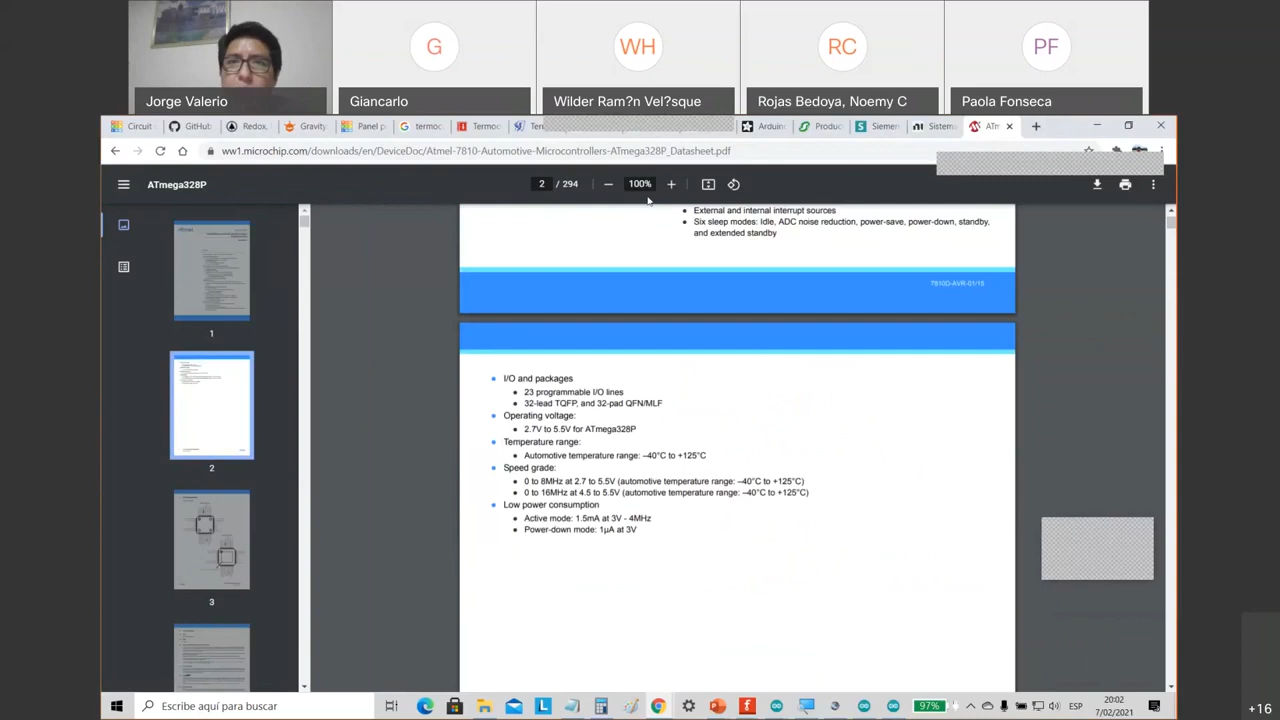 G
WH
RC
PF
Jorge Valerio
Giancarlo
Wilder Ram?n Vel?sque
Rojas Bedoya, Noemy C
Paola Fonseca
Circuit
GitHub
Redox,
Gravity
Panel p
termoc
Termoc
Ten
Arduin
Produc
Siemen
Sistema
ATm
ww1.microchip.com/downloads/en/DeviceDoc/Atmel-7810-Automotive-Microcontrollers-ATmega328P_Datasheet.pdf
ATmega328P
2 / 294
100%
External and internal interrupt sources
Six sleep modes: Idle, ADC noise reduction, power-save, power-down, standby,
and extended standby
7810D-AVR-01/15
1
2
3
I/O and packages
23 programmable I/O lines
32-lead TQFP, and 32-pad QFN/MLF
Operating voltage:
2.7V to 5.5V for ATmega328P
Temperature range:
Automotive temperature range: –40°C to +125°C
Speed grade:
0 to 8MHz at 2.7 to 5.5V (automotive temperature range: –40°C to +125°C)
0 to 16MHz at 4.5 to 5.5V (automotive temperature range: –40°C to +125°C)
Low power consumption
Active mode: 1.5mA at 3V - 4MHz
Power-down mode: 1µA at 3V
Escribe aquí para buscar
97%
ESP
20:02
7/02/2021
+16